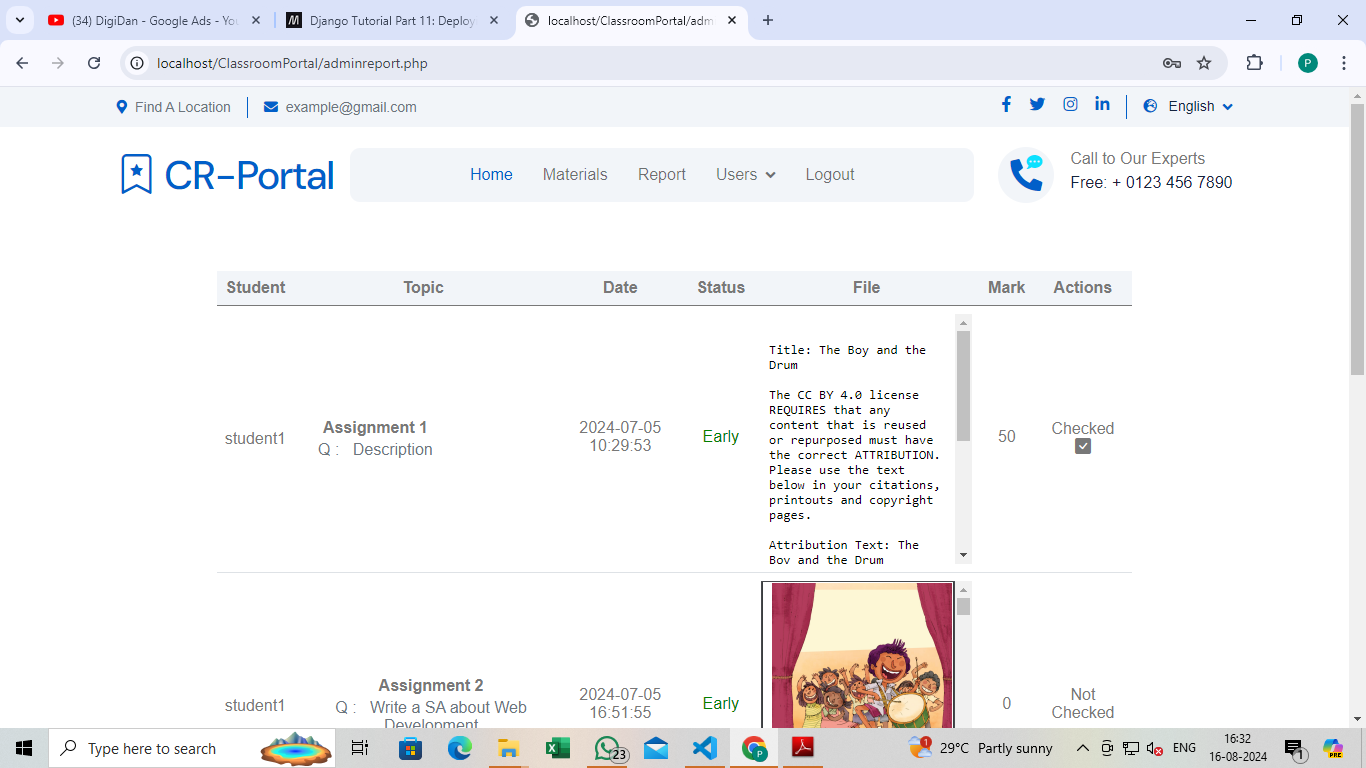 (34) DigiDan - Google Ads - You
Django Tutorial Part 11: Deployi
localhost/ClassroomPortal/admi
localhost/ClassroomPortal/adminreport.php
P
Find A Location
example@gmail.com
English
CR-Portal
Home
Materials
Report
Users
Logout
Call to Our Experts
Free: + 0123 456 7890
Student
Topic
Date
Status
File
Mark
Actions
student1
Assignment 1
Q : Description
2024-07-05
10:29:53
Early
Title: The Boy and the
Drum
The CC BY 4.0 license
REQUIRES that any
content that is reused
or repurposed must have
the correct ATTRIBUTION.
Please use the text
below in your citations,
printouts and copyright
pages.
Attribution Text: The
Boy and the Drum
50
Checked
student1
Assignment 2
Q : Write a SA about Web
Development
2024-07-05
16:51:55
Early
0
Not
Checked
Type here to search
23
P
1
29°C Partly sunny
ENG
16:32
16-08-2024
1
PRE